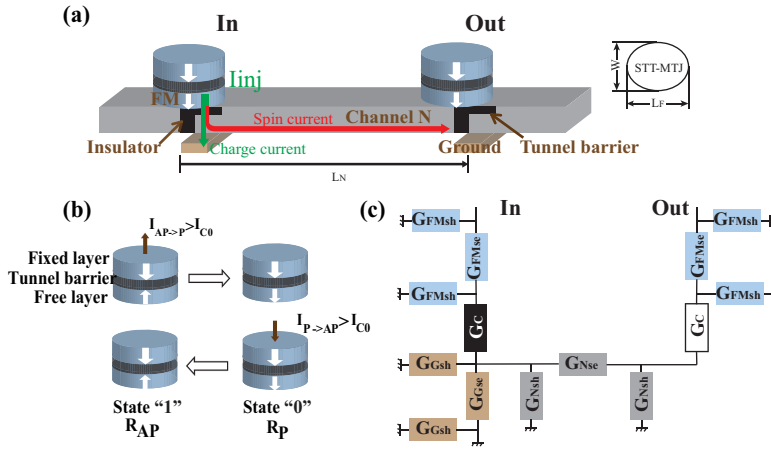 (a)
In
Out
Iinj
FM
W
STT-MTJ
LF
Spin current
Channel N
Insulator
Charge current
Ground
Tunnel barrier
LN
(b)
IAP->P>IC0
Fixed layer
Tunnel barrier
Free layer
IP->AP>IC0
State “1”
State “0”
RAP
RP
(c)
In
Out
GFMsh
GFMsh
GFMse
GFMse
GFMsh
GFMsh
GC
GC
GGsh
GNse
GGse
GNsh
GNsh
GGsh